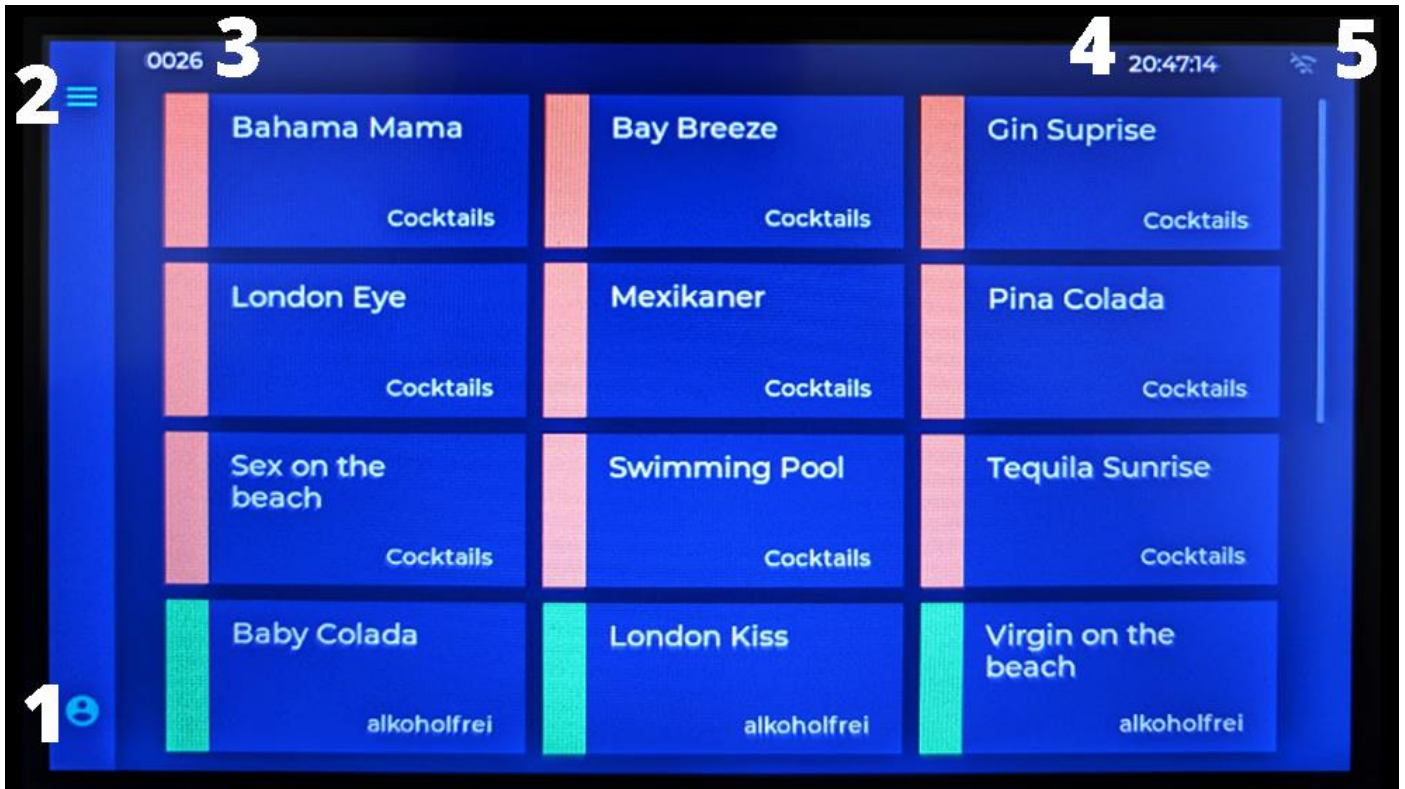 0026 3 4 20:47:14 5
2
Bahama Mama Bay Breeze Gin Suprise
Cocktails Cocktails Cocktails
London Eye Mexikaner Pina Colada
Cocktails Cocktails Cocktails
Sex on the Swimming Pool Tequila Sunrise
beach
Cocktails Cocktails Cocktails
Baby Colada London Kiss Virgin on the
beach
1
alkoholfrei alkoholfrei alkoholfrei